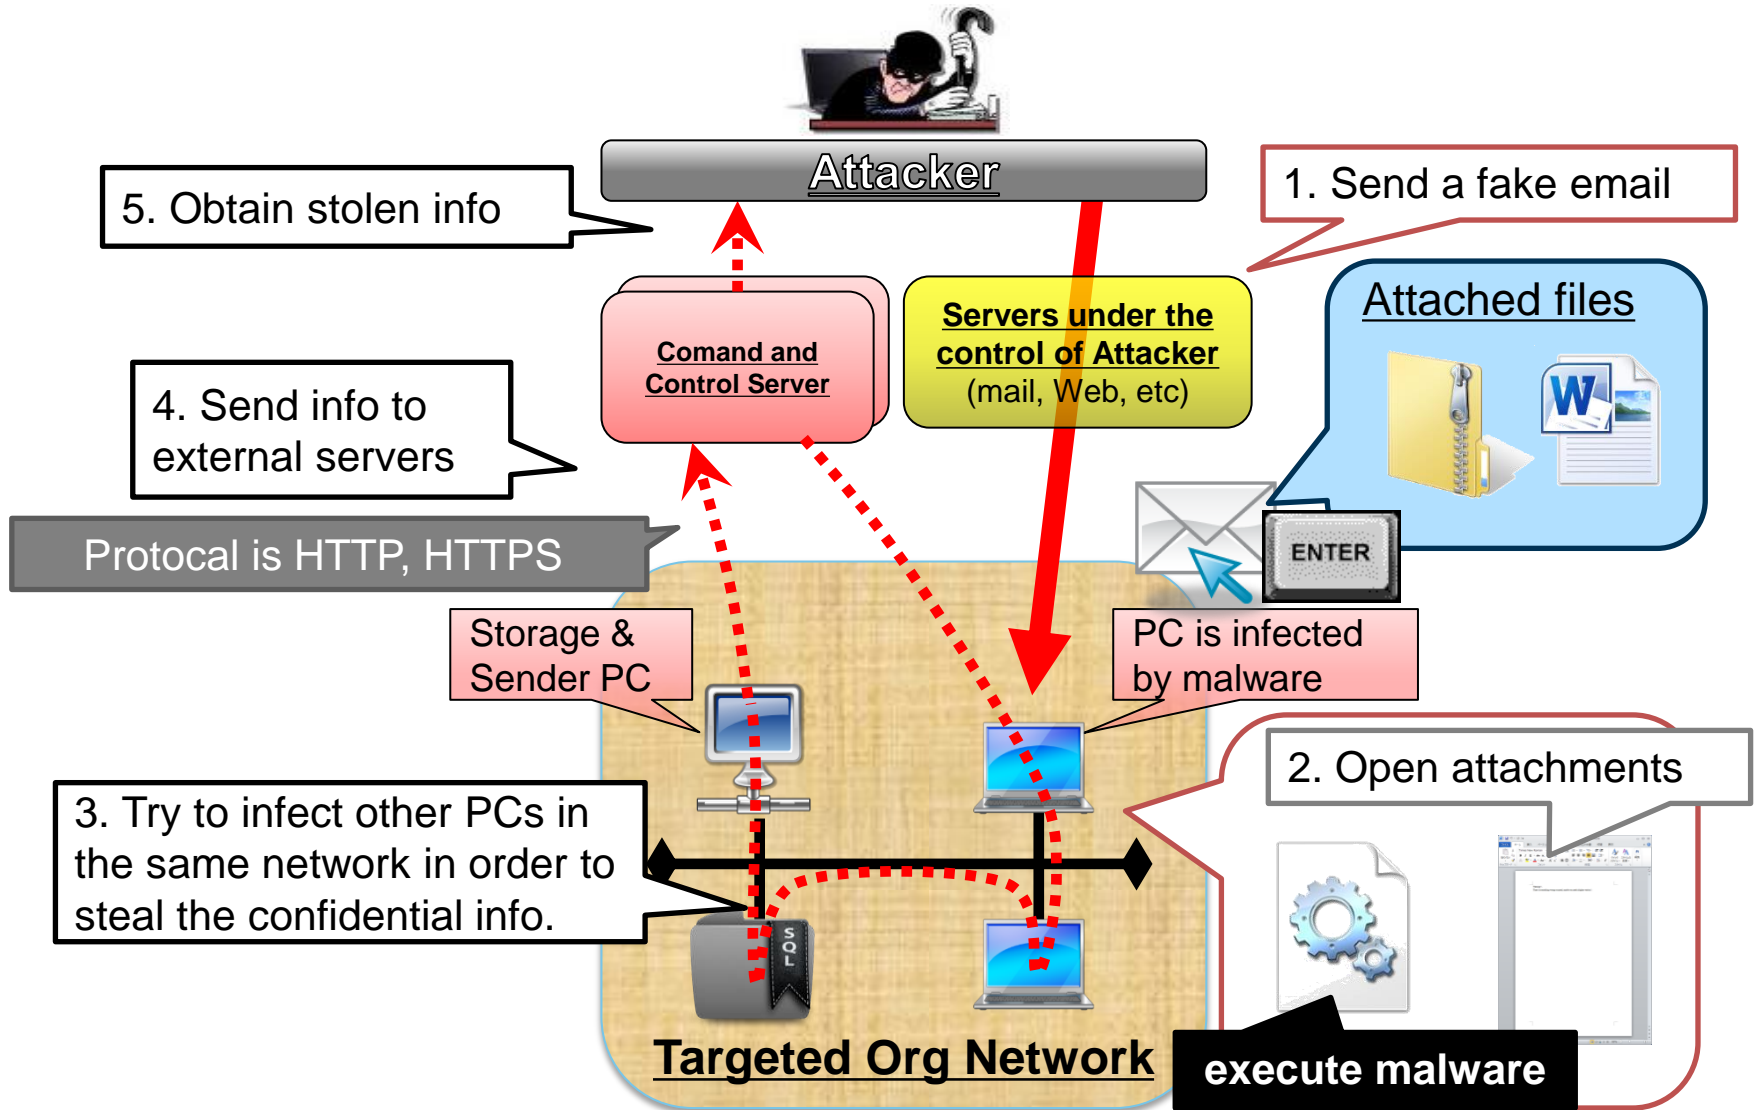 Attacker
5. Obtain stolen info
1. Send a fake email
Comand and
Control Server
Servers under the
control of Attacker
(mail, Web, etc)
Attached files
W
4. Send info to
external servers
Protocal is HTTP, HTTPS
ENTER
Storage &
Sender PC
PC is infected
by malware
2. Open attachments
3. Try to infect other PCs in
the same network in order to
steal the confidential info.
SQL
execute malware
Targeted Org Network